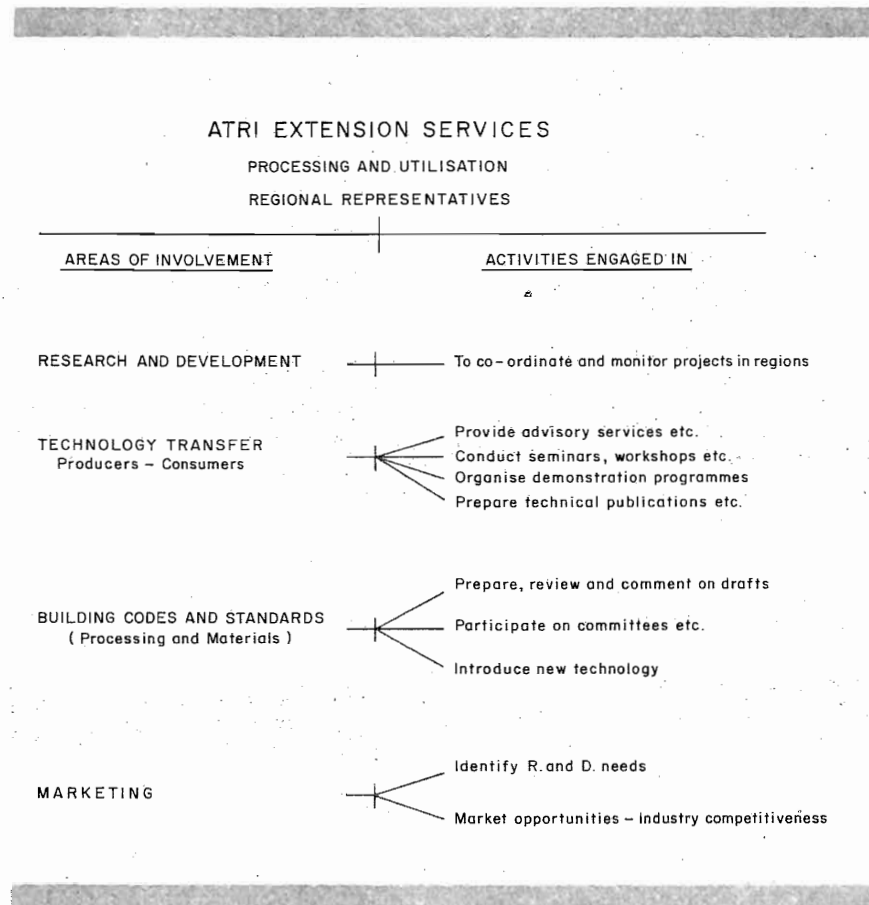 ATRI EXTENSION SERVICES
PROCESSING AND UTILISATION
REGIONAL REPRESENTATIVES
AREAS OF INVOLVEMENT
ACTIVITIES ENGAGED IN
RESEARCH AND DEVELOPMENT
To co-ordinate and monitor projects in regions
TECHNOLOGY TRANSFER
Producers – Consumers
Provide advisory services etc.
Conduct seminars, workshops etc.
Organise demonstration programmes
Prepare technical publications etc.
BUILDING CODES AND STANDARDS
( Processing and Materials )
Prepare, review and comment on drafts
Participate on committees etc.
Introduce new technology
MARKETING
Identify R. and D. needs
Market opportunities – Industry competitiveness